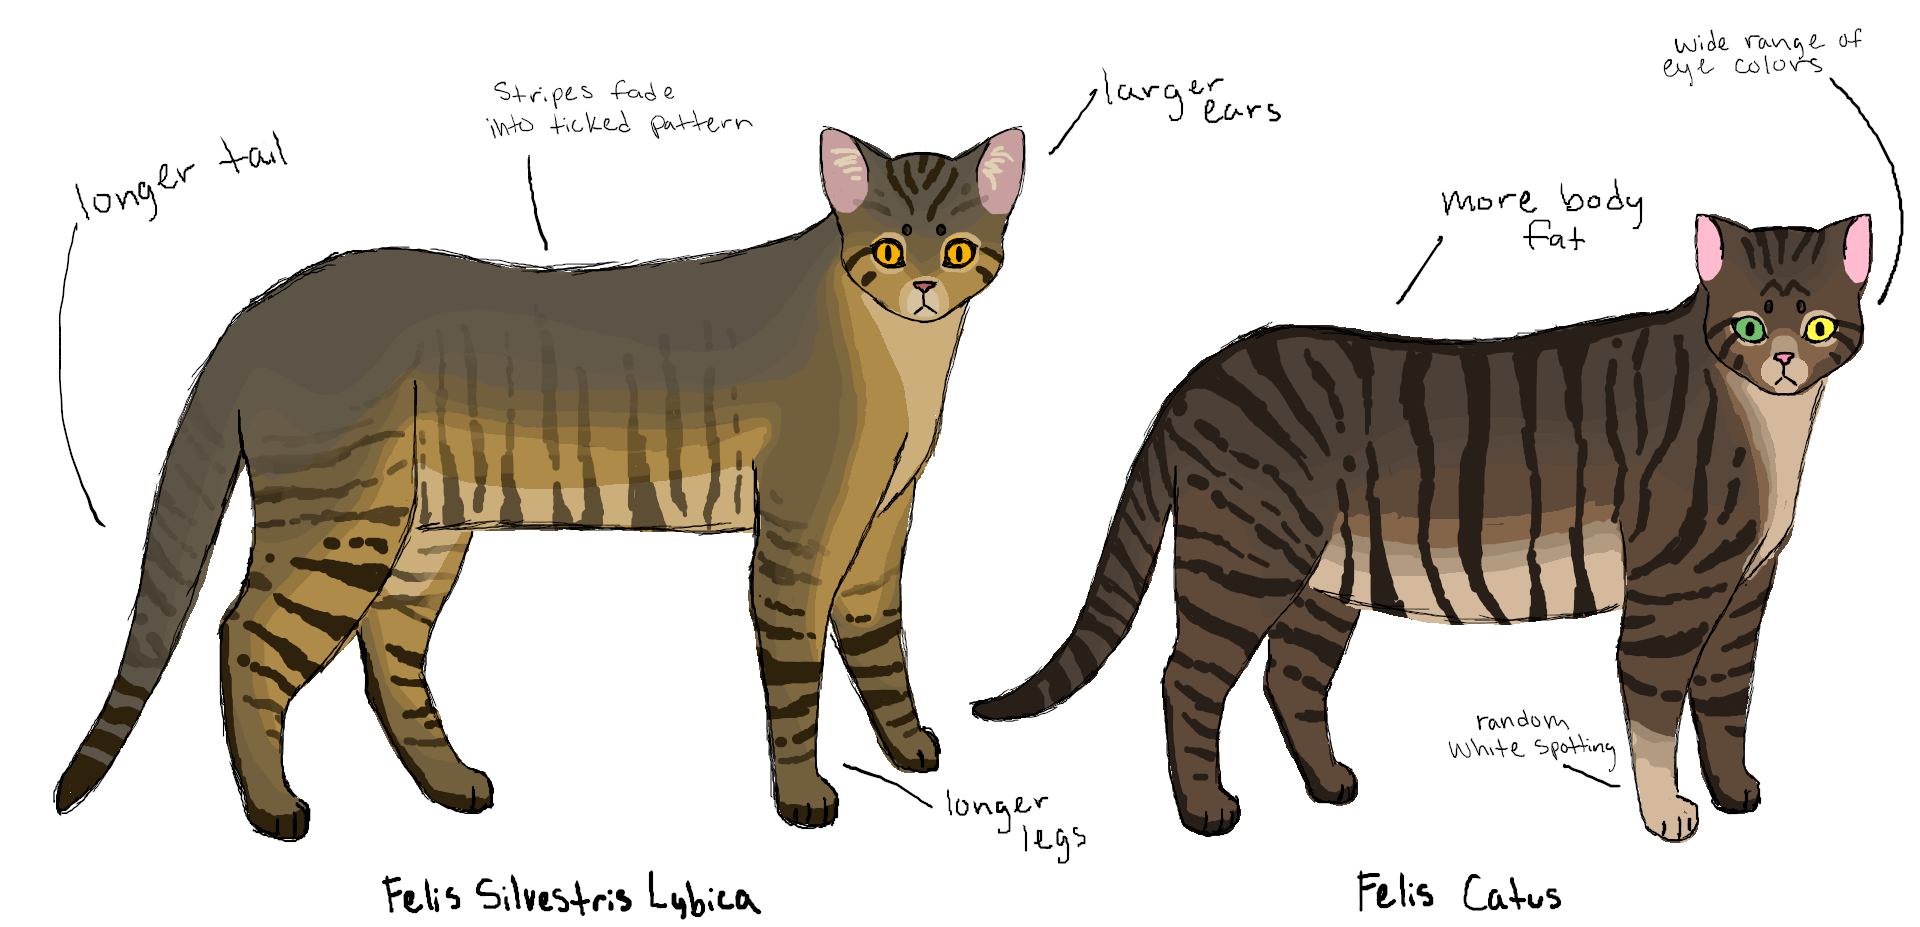 wide range of
eye colors
Stripes fade
into ticked pattern
larger
ears
longer tail
more body
fat
random
White Spotting
longer
legs
Felis Silvestris Lybica
Felis Catus